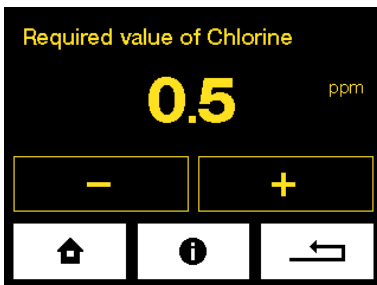 Required value of Chlorine
0.5 ppm
− +